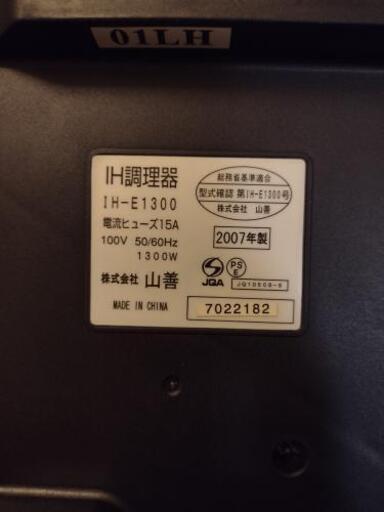 01LH
IH調理器
IH-E1300
電流ヒューズ15A
100V 50/60Hz
1300W
株式会社 山善
MADE IN CHINA
総務省基準適合
型式確認 第IH-E1300号
株式会社 山善
2007年製
JQA
PS
E
7022182